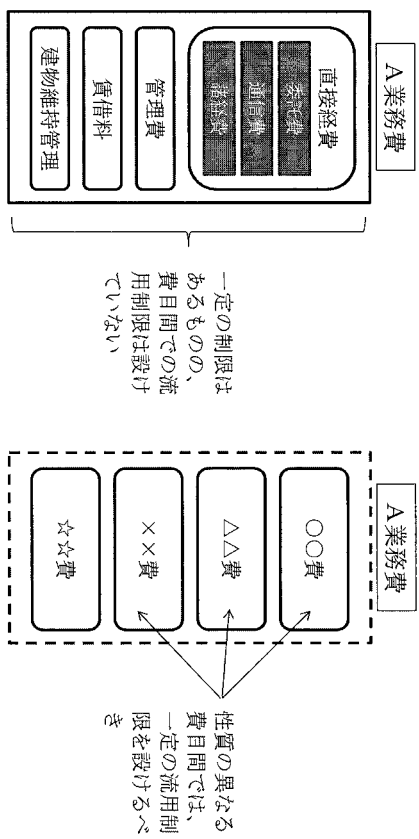 A業務費
直接経費
委託費
通信費
諸経費
管理費
賃借料
建物維持管理
一定の制限は
あるものの、
費目間での流
用制限は設け
ていない
A業務費
○○費
△△費
××費
☆☆費
性質の異なる
費目間では、
一定の流用制
限を設けるべ
き